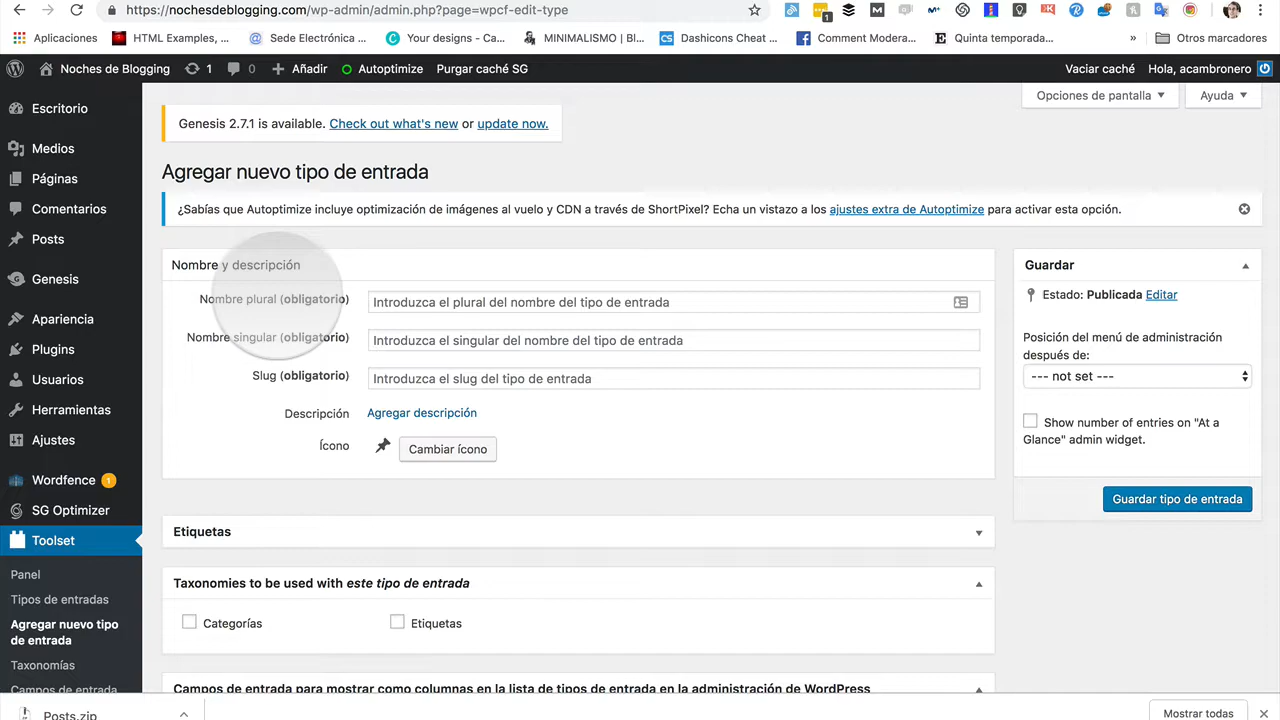 https://nochesdeblogging.com/wp-admin/admin.php?page=wpcf-edit-type
1
Aplicaciones
HTML Examples, ...
Sede Electrónica ...
Your designs - Ca...
MINIMALISMO | Bl...
Dashicons Cheat ...
Comment Modera...
Quinta temporada...
»
Otros marcadores
Noches de Blogging
1
0
Añadir
Autoptimize
Purgar caché SG
Vaciar caché
Hola, acambronero
Opciones de pantalla
Ayuda
Escritorio
Medios
Páginas
Comentarios
Posts
Genesis
Apariencia
Plugins
Usuarios
Herramientas
Ajustes
Wordfence 1
SG Optimizer
Toolset
Panel
Tipos de entradas
Agregar nuevo tipo
de entrada
Taxonomías
Campos de entrada
Genesis 2.7.1 is available. Check out what's new or update now.
Agregar nuevo tipo de entrada
¿Sabías que Autoptimize incluye optimización de imágenes al vuelo y CDN a través de ShortPixel? Echa un vistazo a los ajustes extra de Autoptimize para activar esta opción.
Nombre y descripción
Nombre plural (obligatorio)
Introduzca el plural del nombre del tipo de entrada
Nombre singular (obligatorio)
Introduzca el singular del nombre del tipo de entrada
Slug (obligatorio)
Introduzca el slug del tipo de entrada
Descripción
Agregar descripción
Ícono
Cambiar ícono
Etiquetas
Taxonomies to be used with este tipo de entrada
Categorías
Etiquetas
Campos de entrada para mostrar como columnas en la lista de tipos de entrada en la administración de WordPress
Guardar
Estado: Publicada Editar
Posición del menú de administración
después de:
--- not set ---
Show number of entries on "At a
Glance" admin widget.
Guardar tipo de entrada
Posts.zip
Mostrar todas